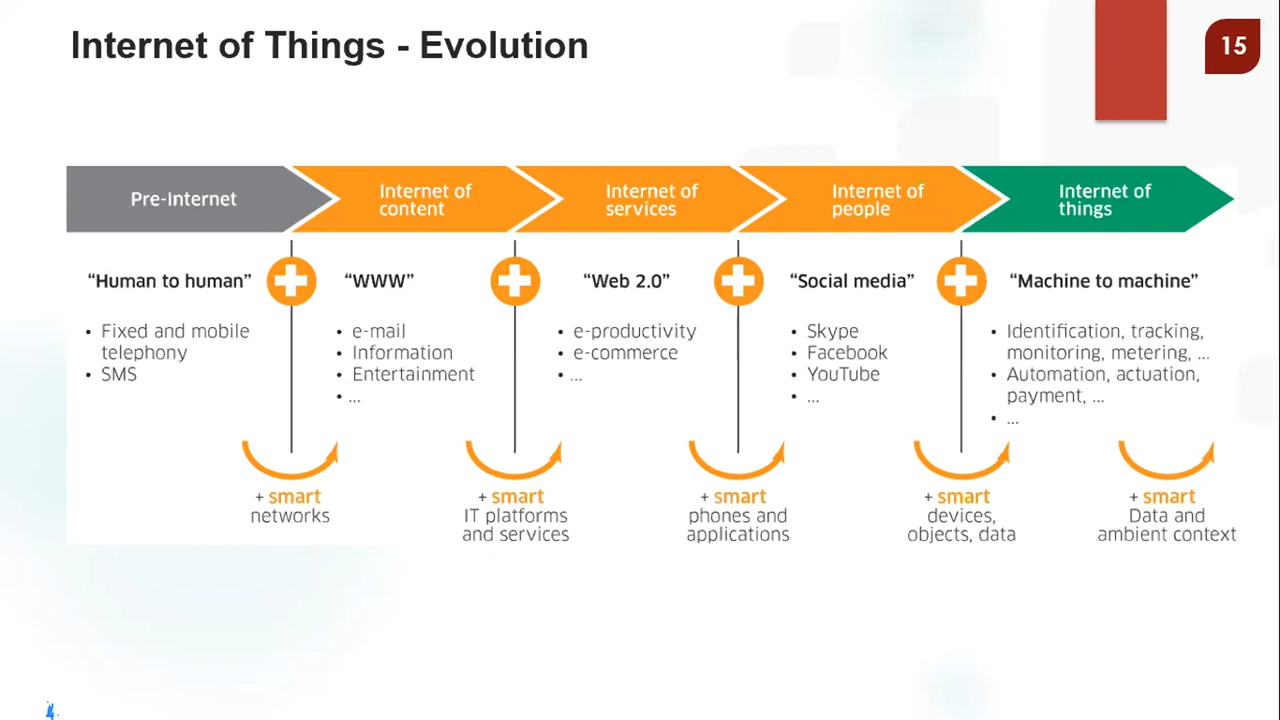 Internet of Things - Evolution
15
Pre-Internet
Internet of
content
Internet of
services
Internet of
people
Internet of
things
“Human to human”
• Fixed and mobile
telephony
• SMS
“WWW”
• e-mail
• Information
• Entertainment
• ...
“Web 2.0”
• e-productivity
• e-commerce
• ...
“Social media”
• Skype
• Facebook
• YouTube
• ...
“Machine to machine”
• Identification, tracking,
monitoring, metering, ...
• Automation, actuation,
payment, ...
• ...
+ smart
networks
+ smart
IT platforms
and services
+ smart
phones and
applications
+ smart
devices,
objects, data
+ smart
Data and
ambient context
4